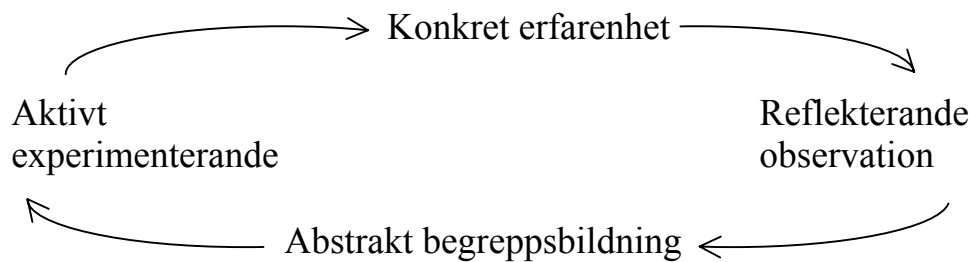 Konkret erfarenhet
Aktivt
experimenterande
Reflekterande
observation
Abstrakt begreppsbildning